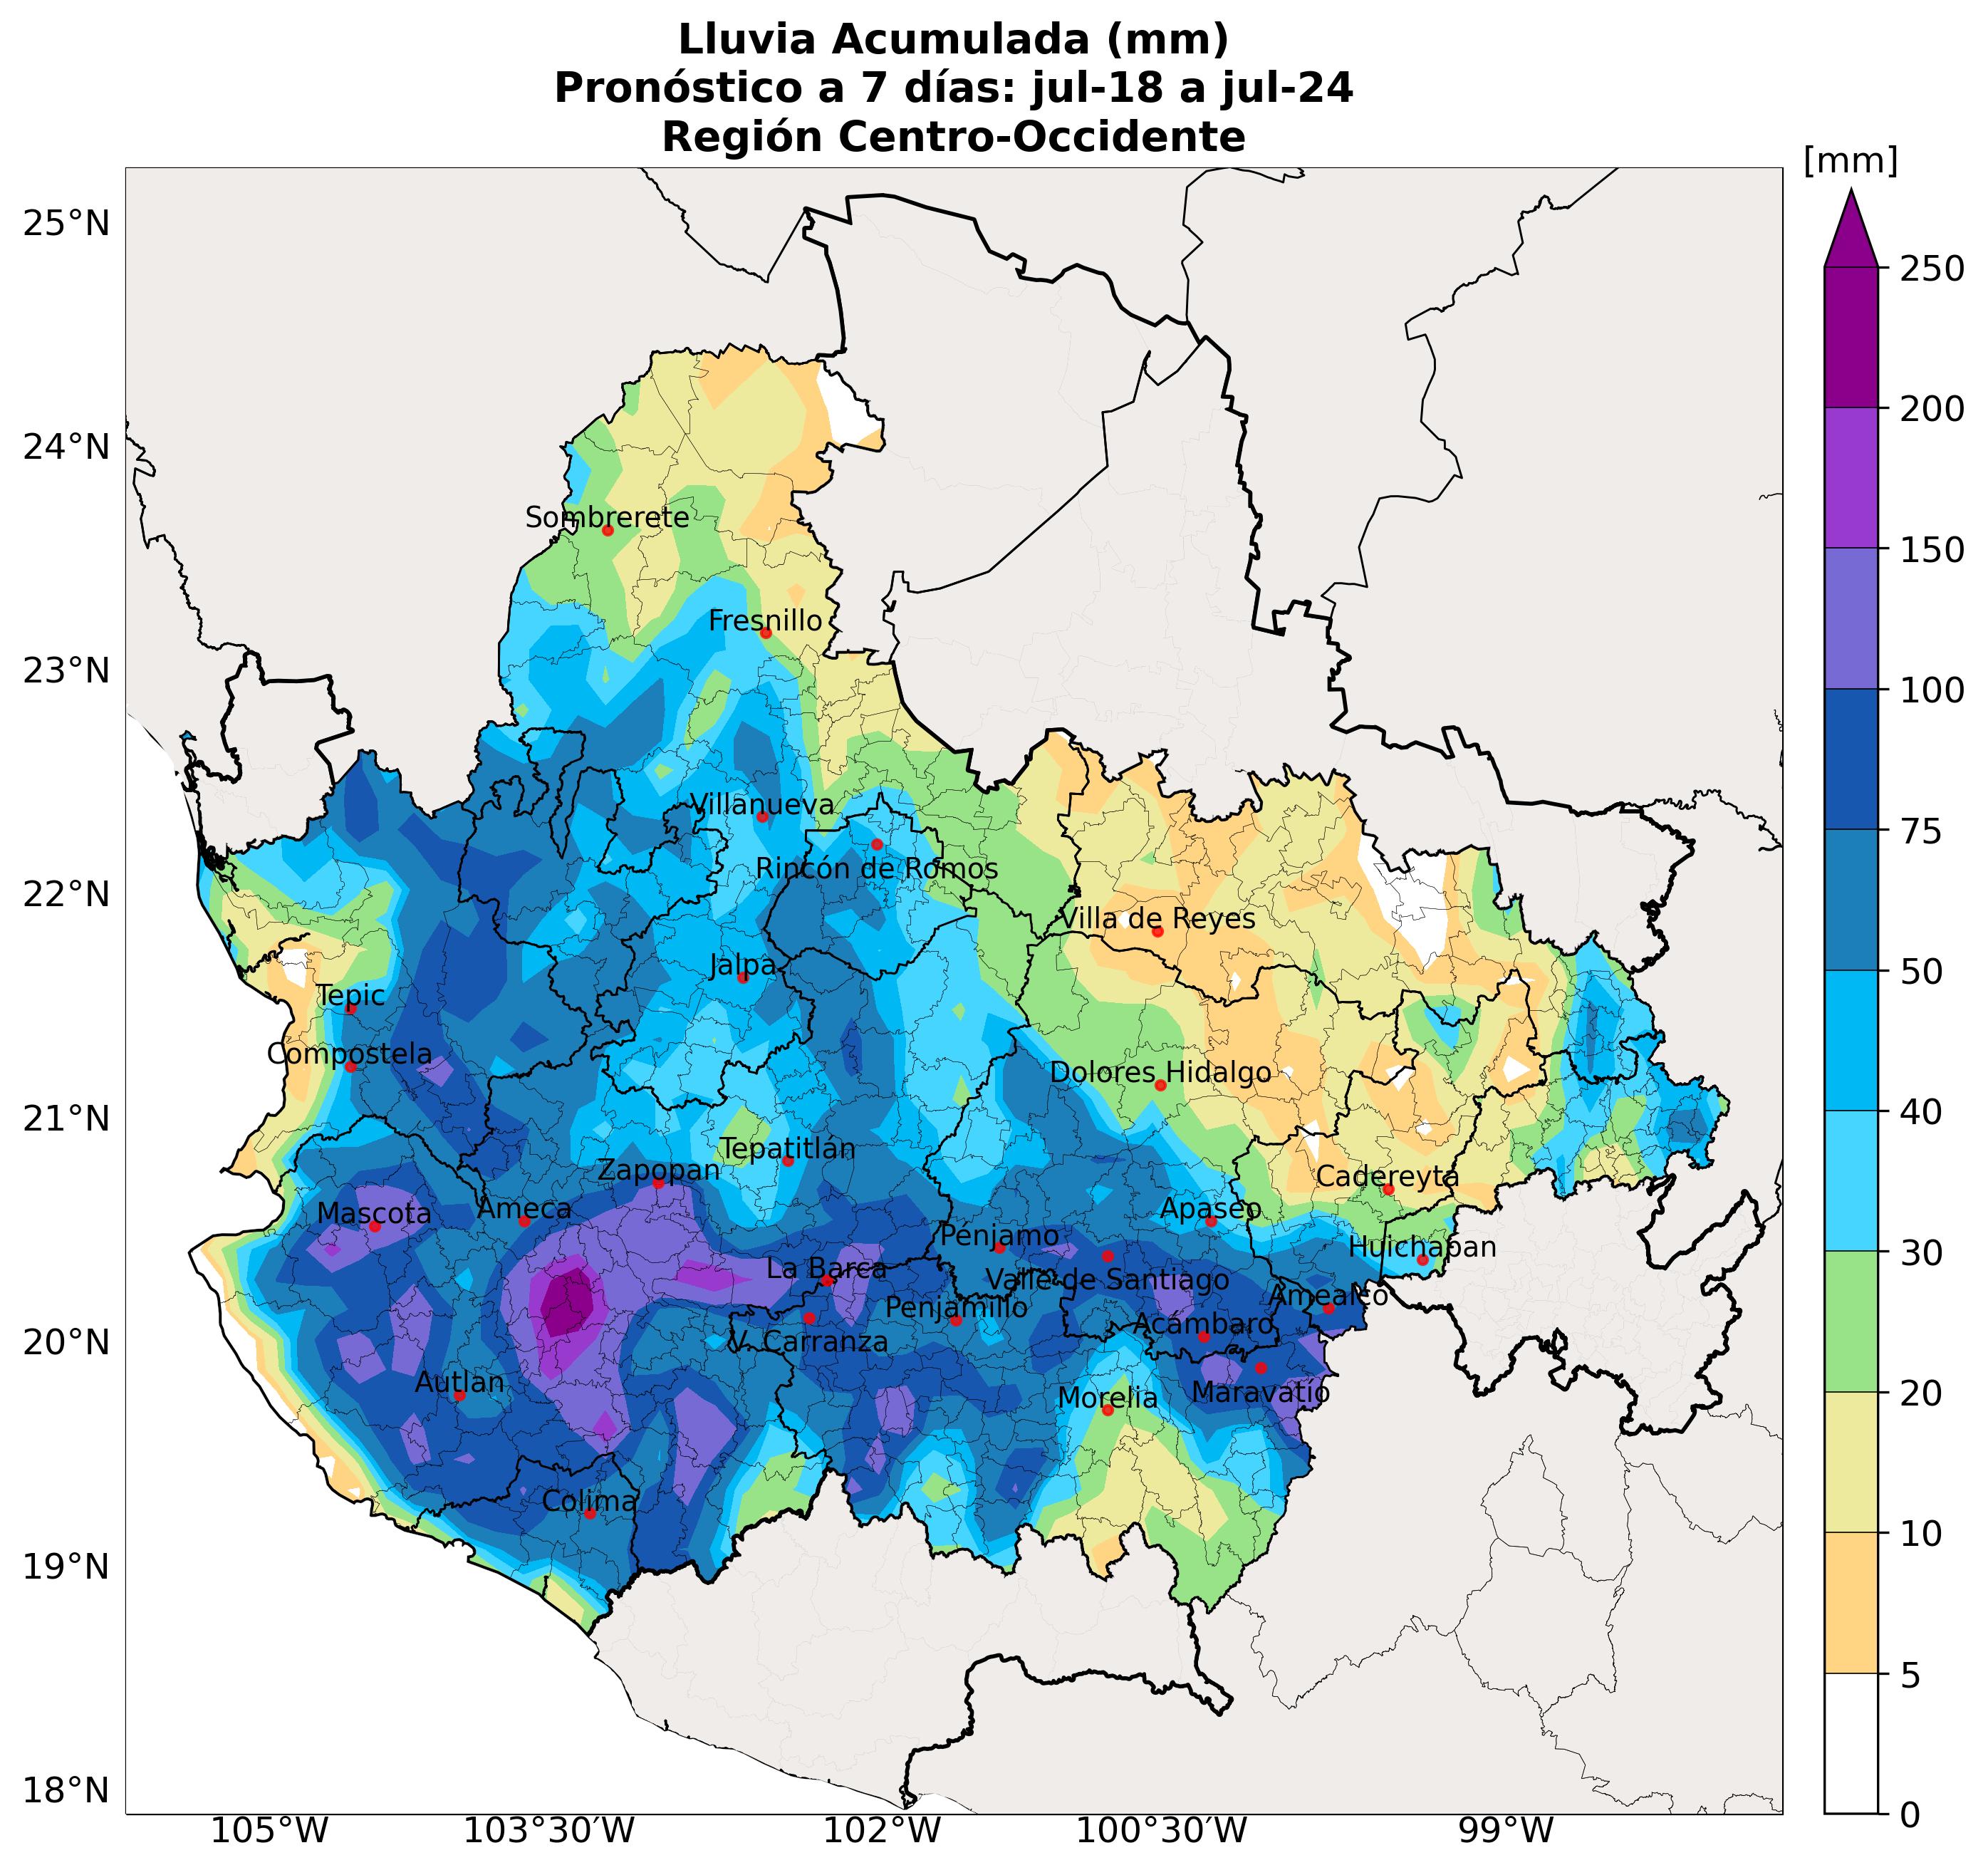 Lluvia Acumulada (mm)
Pronóstico a 7 días: jul-18 a jul-24
Región Centro-Occidente
[mm]
25°N
24°N
23°N
22°N
21°N
20°N
19°N
18°N
250
200
150
100
75
50
40
30
20
10
5
0
Sombrerete
Fresnillo
Villanueva
Rincón de Romos
Villa de Reyes
Jalpa
Tepic
Compostela
Dolores Hidalgo
Tepatitlán
Zapopan
Cadereyta
Mascota
Ameca
Apaseo
Pénjamo
Huichapan
La Barca
Valle de Santiago
Amealco
Penjamillo
Acámbaro
V. Carranza
Autlan
Maravatío
Morelia
Colima
105°W
103°30'W
102°W
100°30'W
99°W